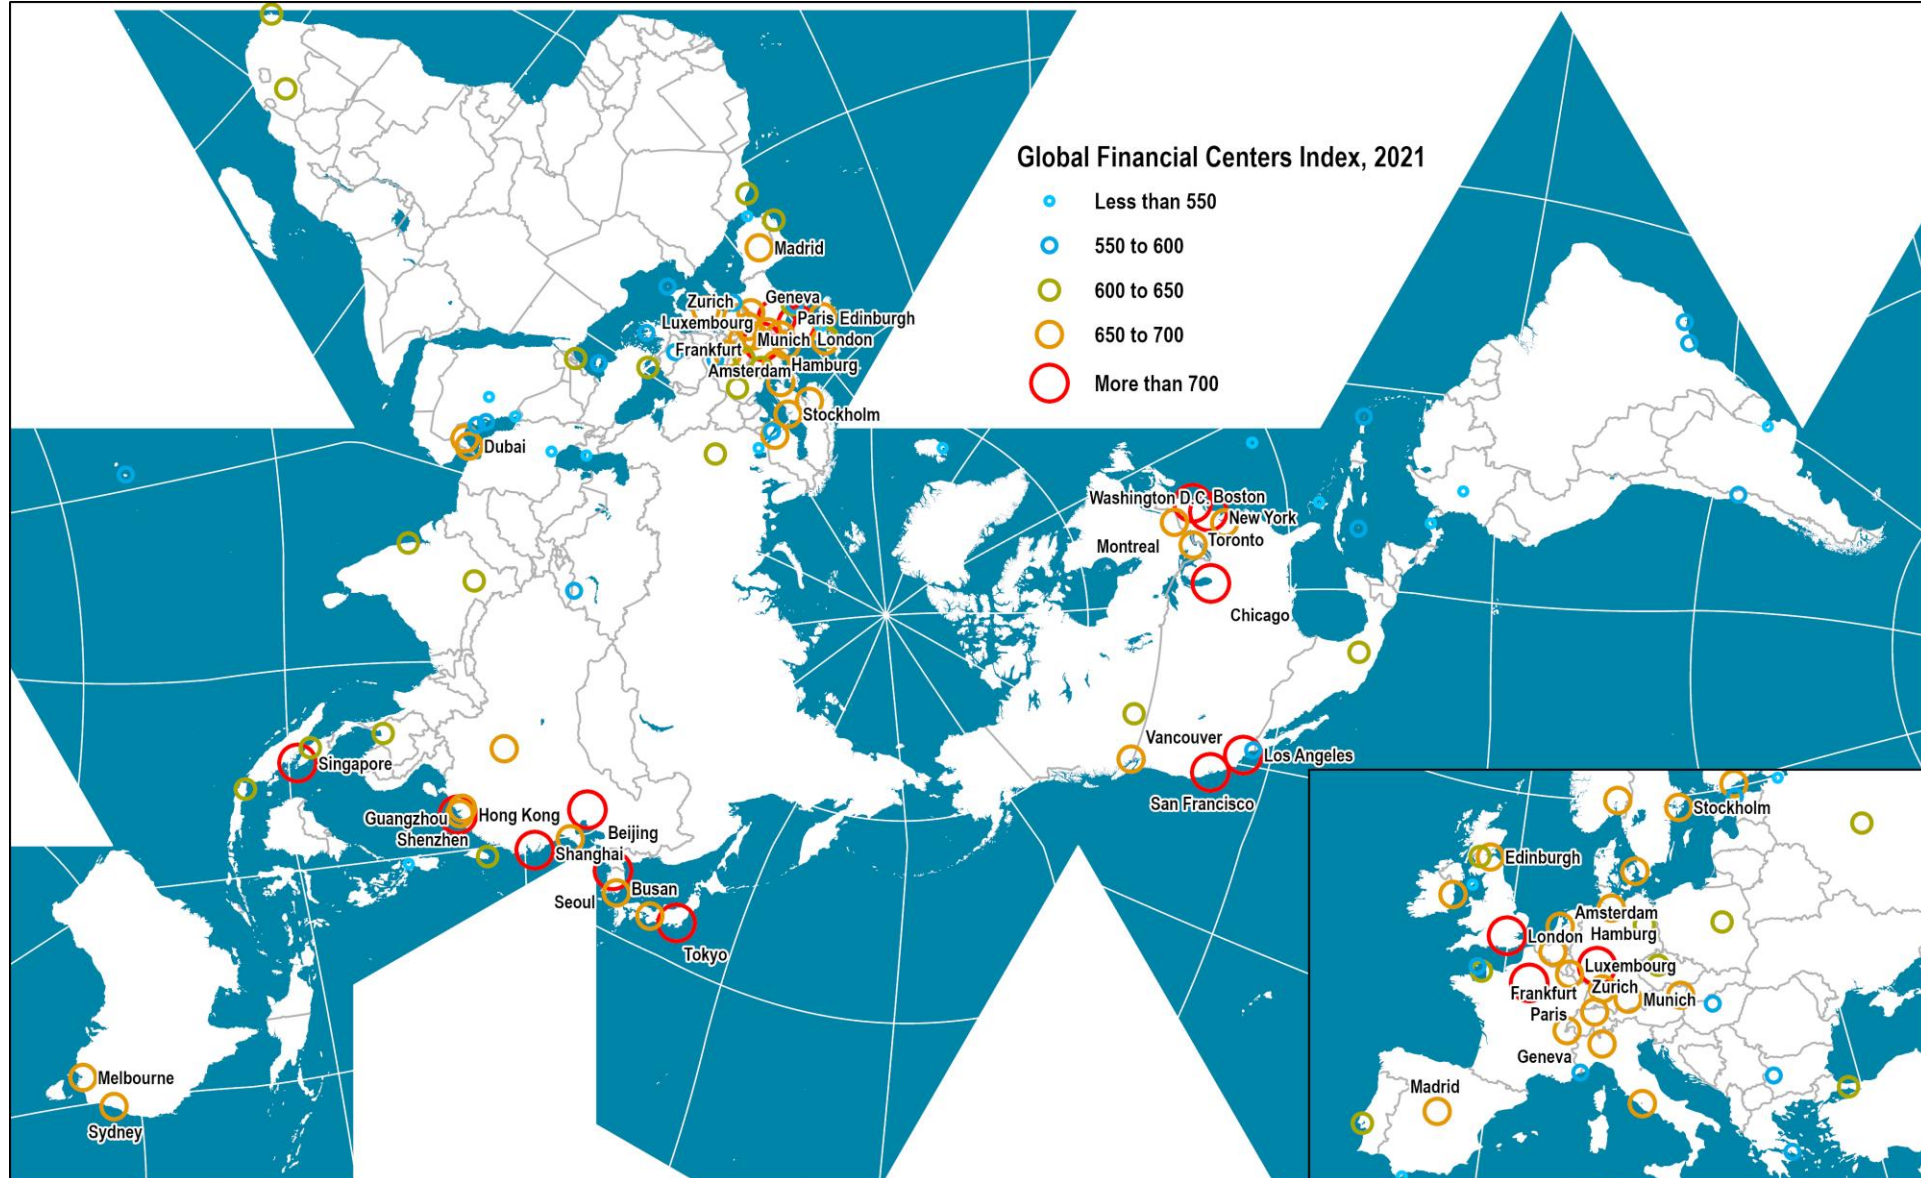 Global Financial Centers Index, 2021
Less than 550
550 to 600
600 to 650
650 to 700
More than 700
Madrid
Zurich
Geneva
Luxembourg
Paris
Edinburgh
Frankfurt
Munich
London
Amsterdam
Hamburg
Stockholm
Dubai
Washington D.C.
Boston
New York
Montreal
Toronto
Chicago
Vancouver
Los Angeles
San Francisco
Singapore
Guangzhou
Hong Kong
Shenzhen
Beijing
Shanghai
Busan
Seoul
Tokyo
Melbourne
Sydney
Stockholm
Edinburgh
Amsterdam
London
Hamburg
Luxembourg
Frankfurt
Zurich
Munich
Paris
Geneva
Madrid